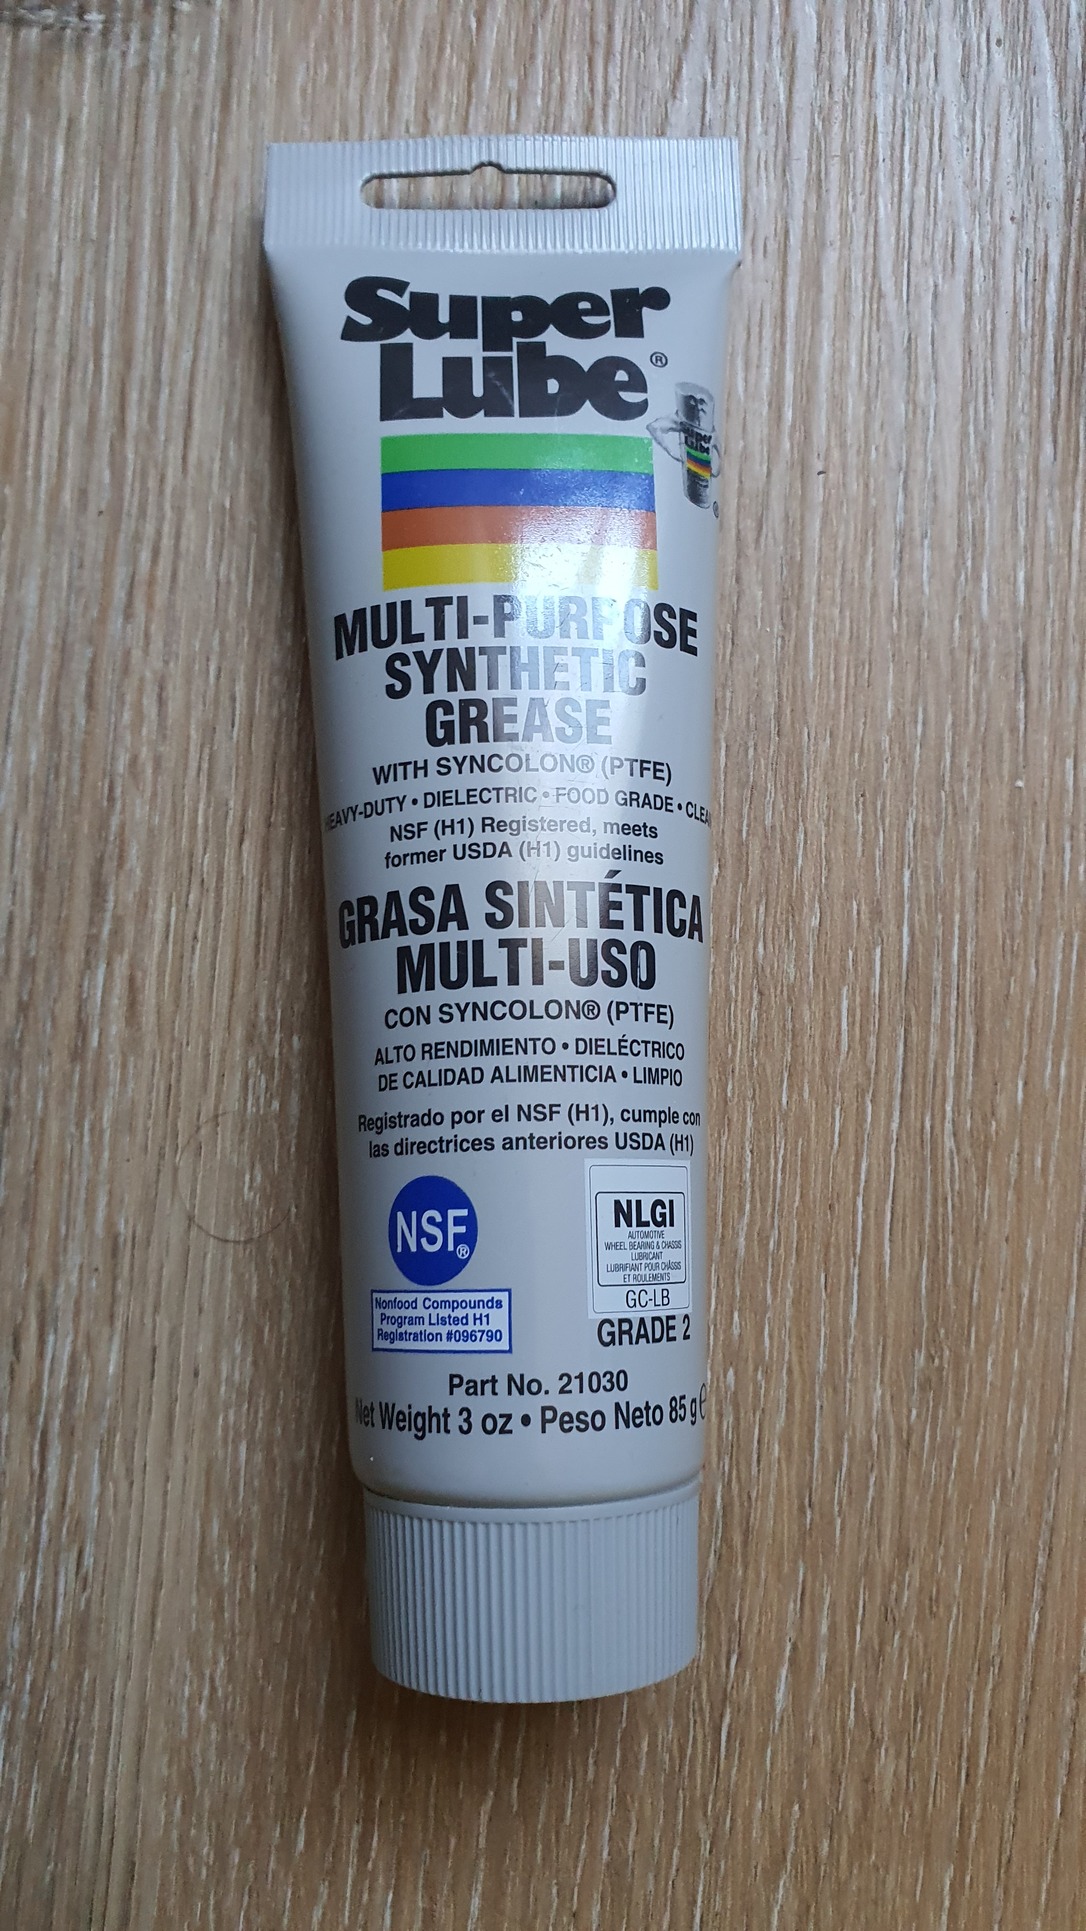 Super
Lube®
Super
Lube
®
MULTI-PURPOSE
SYNTHETIC
GREASE
WITH SYNCOLON® (PTFE)
HEAVY-DUTY • DIELECTRIC • FOOD GRADE • CLEAN
NSF (H1) Registered, meets
former USDA (H1) guidelines
GRASA SINTÉTICA
MULTI-USO
CON SYNCOLON® (PTFE)
ALTO RENDIMIENTO • DIELÉCTRICO
DE CALIDAD ALIMENTICIA • LIMPIO
Registrado por el NSF (H1), cumple con
las directrices anteriores USDA (H1)
NSF®
Nonfood Compounds
Program Listed H1
Registration #096790
NLGI
AUTOMOTIVE
WHEEL BEARING & CHASSIS
LUBRICANT
LUBRIFIANT POUR CHÂSSIS
ET ROULEMENTS
GC-LB
GRADE 2
Part No. 21030
Net Weight 3 oz • Peso Neto 85 g e